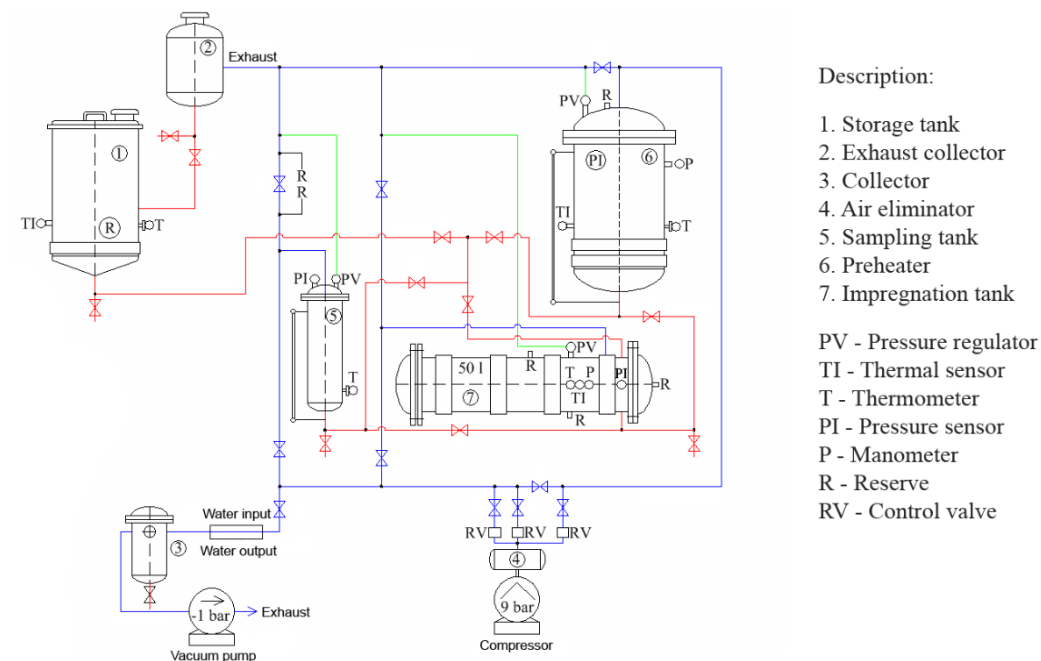 2
Exhaust
PV
R
1
PI
6
P
R
R
TI
R
T
TI
T
PI
PV
5
T
50 l
R
PV
T
P
PI
TI
7
R
R
Water input
Water output
3
RV
RV
RV
4
-1 bar
Exhaust
Vacuum pump
9 bar
Compressor
Description:
1. Storage tank
2. Exhaust collector
3. Collector
4. Air eliminator
5. Sampling tank
6. Preheater
7. Impregnation tank
PV - Pressure regulator
TI - Thermal sensor
T - Thermometer
PI - Pressure sensor
P - Manometer
R - Reserve
RV - Control valve